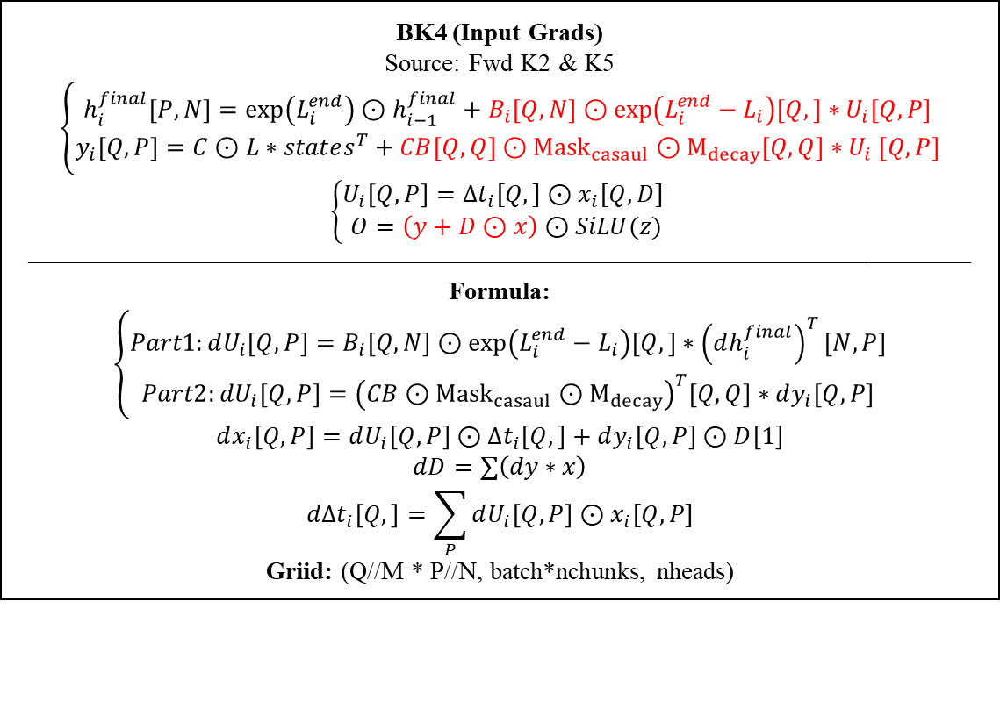 BK4 (Input Grads)
Source: Fwd K2 & K5
h_i^{final}[P, N] = exp(L_i^{end}) ⊙ h_{i-1}^{final} + B_i[Q, N] ⊙ exp(L_i^{end} − L_i)[Q,] ∗ U_i[Q, P]
y_i[Q, P] = C ⊙ L ∗ states^T + CB[Q, Q] ⊙ Mask_{casaul} ⊙ M_{decay}[Q, Q] ∗ U_i [Q, P]
U_i[Q, P] = Δt_i[Q,] ⊙ x_i[Q, D]
O = (y + D ⊙ x) ⊙ SiLU(z)
Formula:
Part1: dU_i[Q, P] = B_i[Q, N] ⊙ exp(L_i^{end} − L_i)[Q,] ∗ (dh_i^{final})^T [N, P]
Part2: dU_i[Q, P] = (CB ⊙ Mask_{casaul} ⊙ M_{decay})^T [Q, Q] ∗ dy_i[Q, P]
dx_i[Q, P] = dU_i[Q, P] ⊙ Δt_i[Q,] + dy_i[Q, P] ⊙ D[1]
dD = ∑(dy ∗ x)
dΔt_i[Q,] = ∑_P dU_i[Q, P] ⊙ x_i[Q, P]
Griid: (Q//M * P//N, batch*nchunks, nheads)